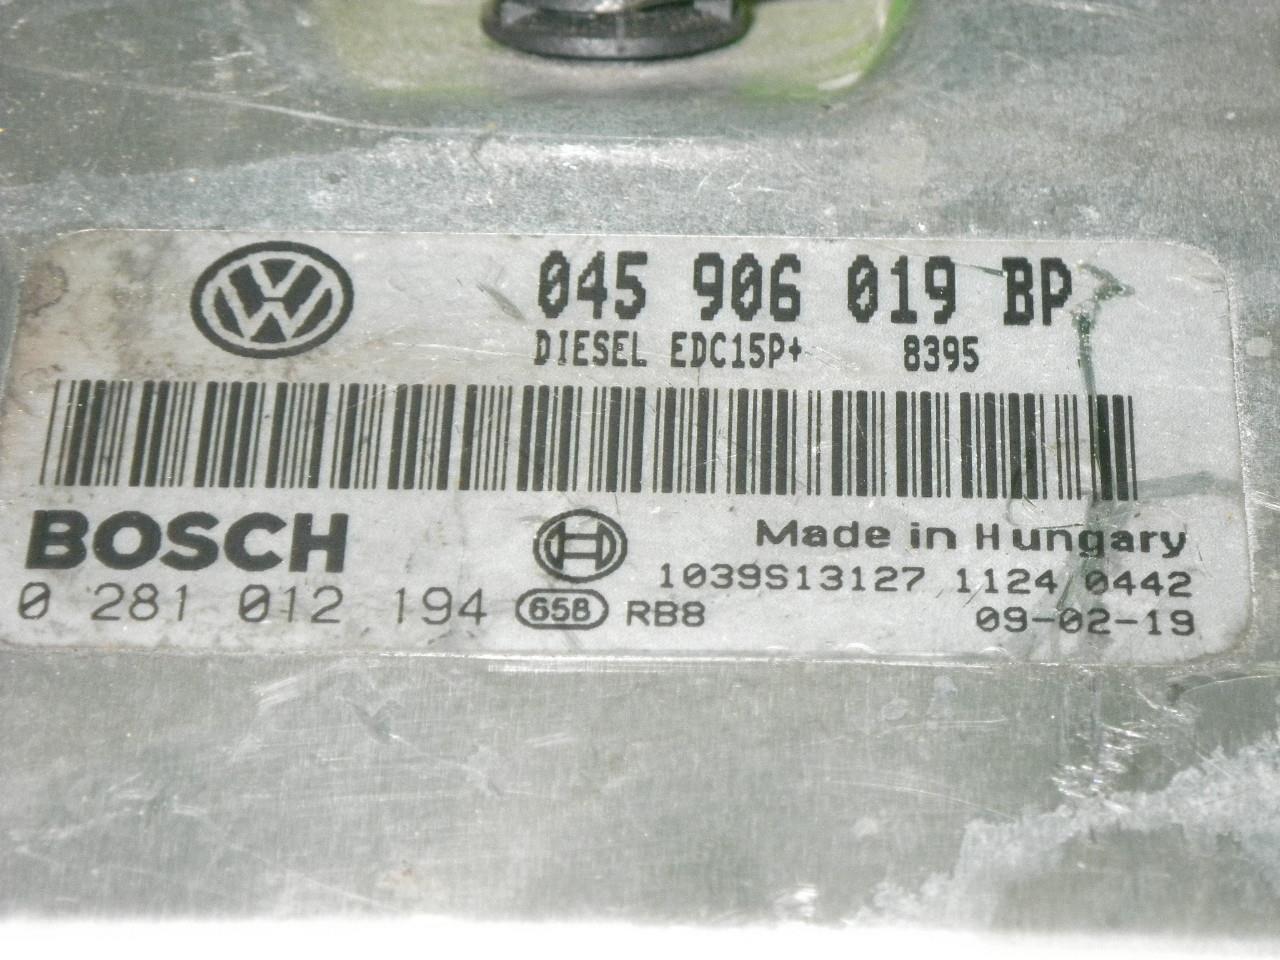 045 906 019 BP
DIESEL EDC15P+ 8395
BOSCH
Made in Hungary
1039S13127 1124 0442
0 281 012 194 658 RB8 09-02-19